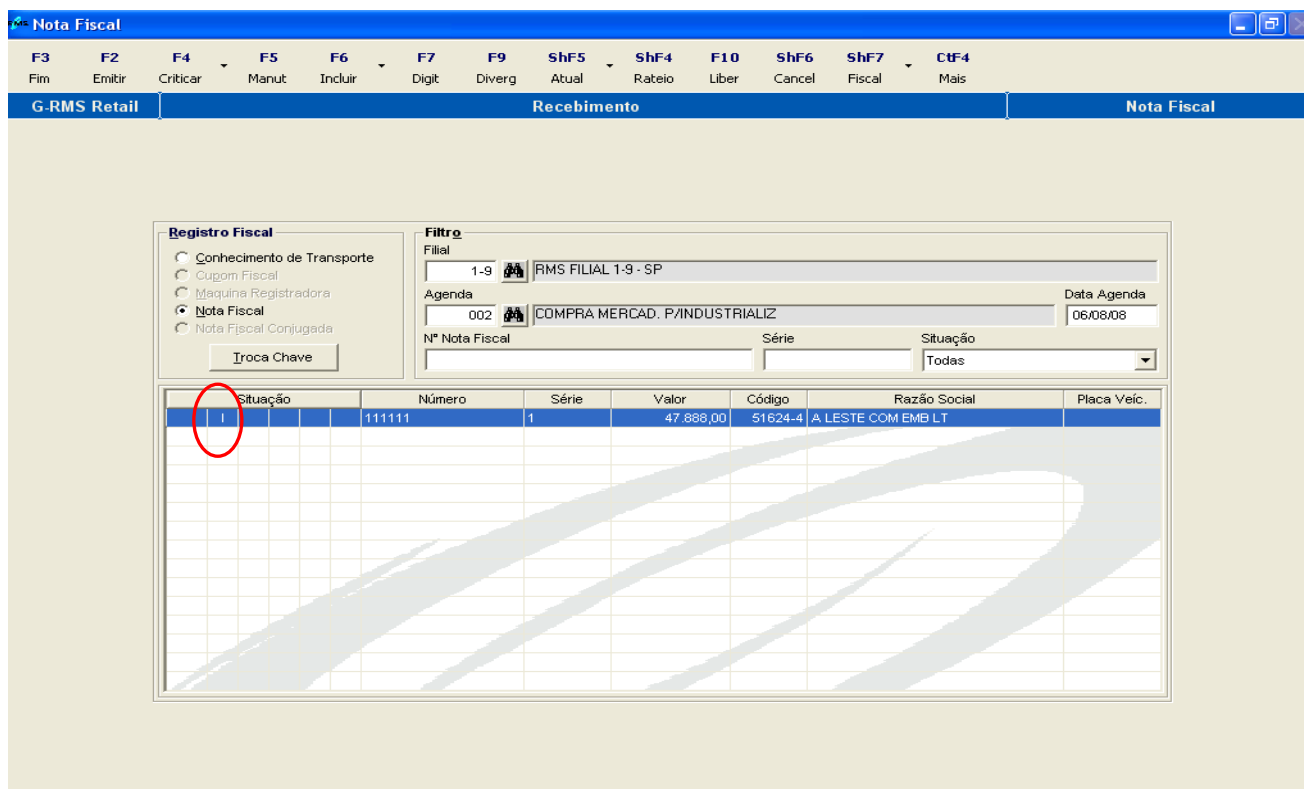 RMS Nota Fiscal
F3 F2 F4 F5 F6 F7 F9 ShF5 ShF4 F10 ShF6 ShF7 CtF4
Fim Emitir Criticar Manut Incluir Digit Diverg Atual Rateio Liber Cancel Fiscal Mais
G-RMS Retail Recebimento Nota Fiscal
Registro Fiscal
Conhecimento de Transporte
Cupom Fiscal
Maquina Registradora
Nota Fiscal
Nota Fiscal Conjugada
Troca Chave
Filtro
Filial
1-9 RMS FILIAL 1-9 - SP
Agenda Data Agenda
002 COMPRA MERCAD. P/INDUSTRIALIZ 06/08/08
Nº Nota Fiscal Série Situação
Todas
Situação Número Série Valor Código Razão Social Placa Veíc.
I 111111 1 47.888,00 51624-4 A LESTE COM EMB LT